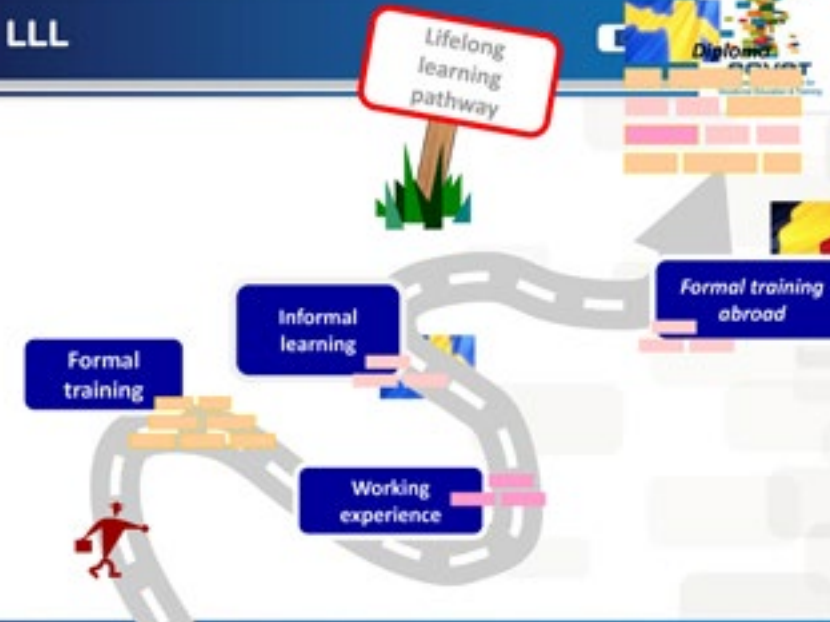 LLL
Lifelong
learning
pathway
Diploma
Formal training
abroad
Informal
learning
Formal
training
Working
experience